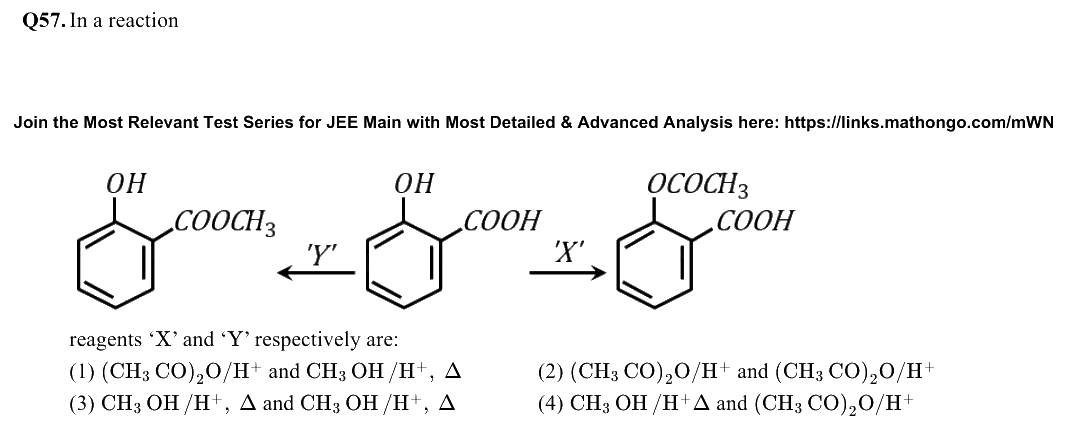 Q57. In a reaction
Join the Most Relevant Test Series for JEE Main with Most Detailed & Advanced Analysis here: https://links.mathongo.com/mWN
OH OH OCOCH3
COOCH3 COOH COOH
'Y' 'X'
reagents ‘X’ and ‘Y’ respectively are:
(1) (CH3 CO)2O/H+ and CH3 OH /H+, Δ (2) (CH3 CO)2O/H+ and (CH3 CO)2O/H+
(3) CH3 OH /H+, Δ and CH3 OH /H+, Δ (4) CH3 OH /H+Δ and (CH3 CO)2O/H+